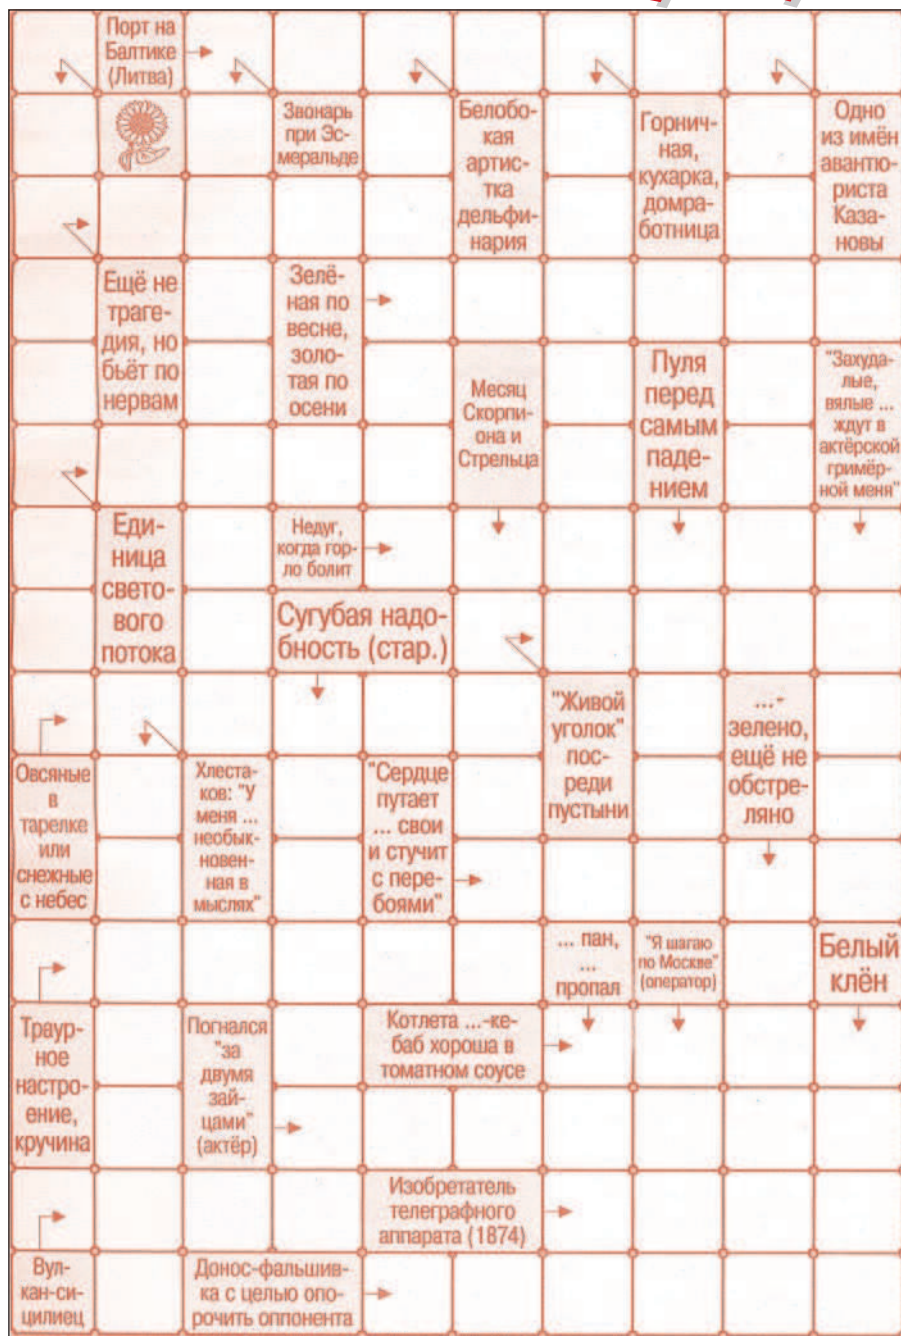 Порт на
Балтике
(Литва)
Звонарь
при Эс-
меральде
Белобо-
кая
артис-
тка
дельфи-
нария
Горнич-
ная,
кухарка,
домра-
ботница
Одно
из имён
авантю-
риста
Каза-
новы
Ещё не
траге-
дия, но
бьёт по
нервам
Зелё-
ная по
весне,
золо-
тая по
осени
Месяц
Скорпи-
она и
Стрельца
Пуля
перед
самым
паде-
нием
"Захуда-
лые,
вялые ...
ждут в
актёрской
гримёр-
ной меня"
Еди-
ница
свето-
вого
потока
Недуг,
когда гор-
ло болит
Сугубая надо-
бность (стар.)
"Живой
уголок"
пос-
реди
пустыни
...-
зелено,
ещё не
обстре-
ляно
Овсяные
в
тарелке
или
снежные
с небес
Хлеста-
ков: "У
меня ...
необык-
новен-
ная в
мыслях"
"Сердце
путает
... свои
и стучит
с пере-
боями"
... пан,
...
пропал
"Я шагаю
по Москве"
(оператор)
Белый
клён
Траур-
ное
настро-
ение,
кручина
Погнался
"за
двумя
зай-
цами"
(актёр)
Котлета ...-ке-
баб хороша в
томатном соусе
Изобретатель
телеграфного
аппарата (1874)
Вул-
кан-си-
цилиец
Донос-фальшив-
ка с целью опо-
рочить оппонента